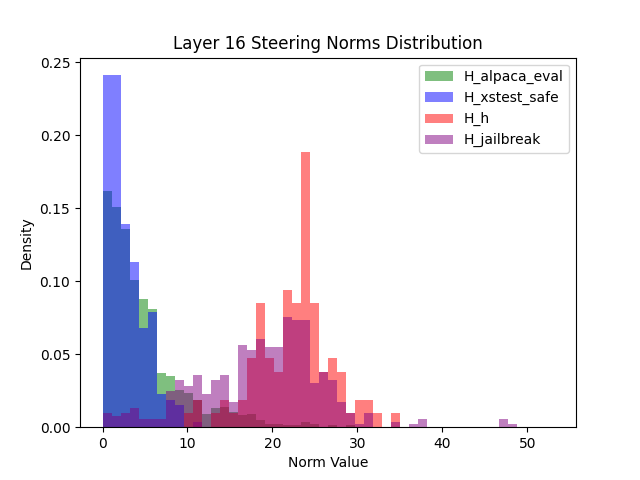 Layer 16 Steering Norms Distribution
H_alpaca_eval
H_xstest_safe
H_h
H_jailbreak
Density
0.25
0.20
0.15
0.10
0.05
0.00
0 10 20 30 40 50
Norm Value